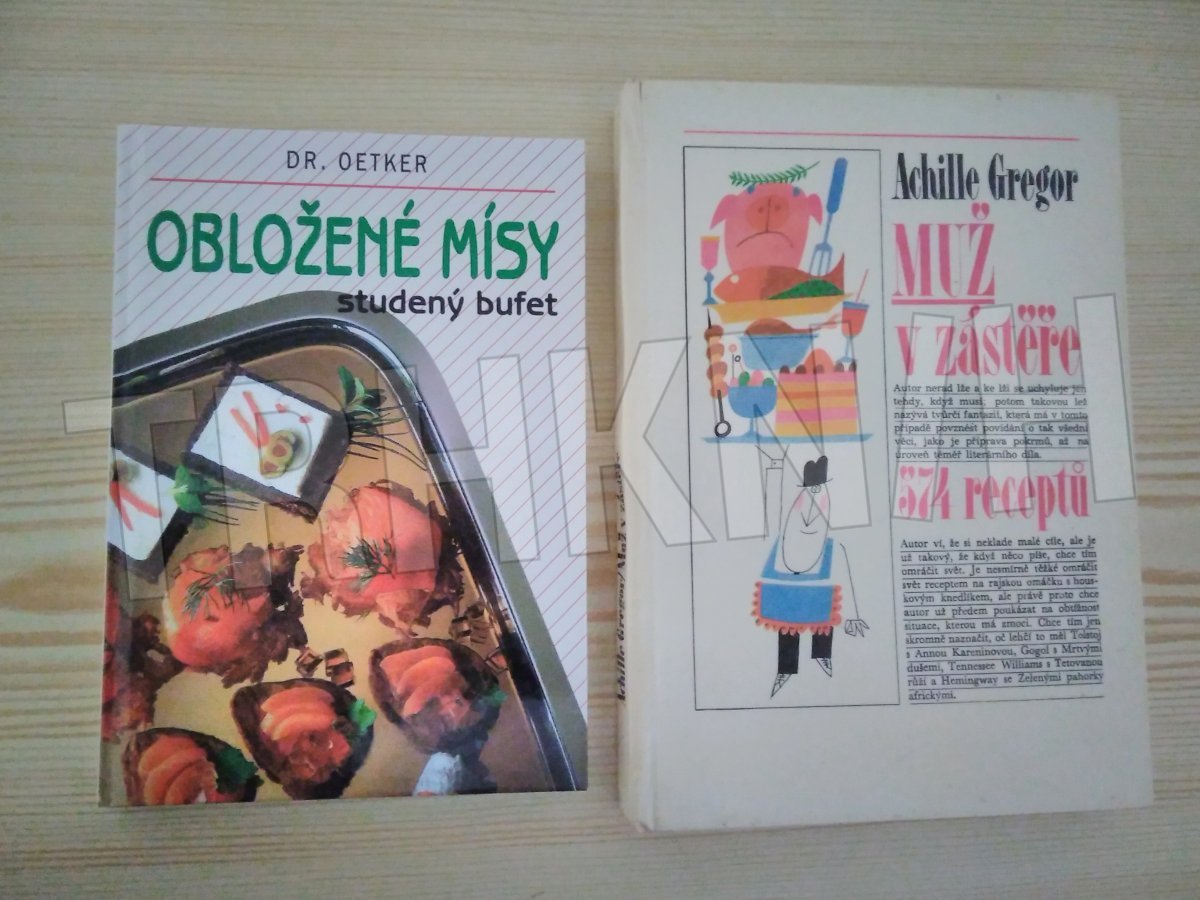 DR. OETKER
OBLOŽENÉ MÍSY
studený bufet
Achille Gregor
MUŽ
v zástěře
Autor nerad lže a ke lži se uchyluje jen
tehdy, když musí; potom takovou lež
nazývá tvůrčí fantazií, která má v tomto
případě povznést povídání o tak všední
věci, jako je příprava pokrmů, až na
úroveň téměř literárního díla.
574 receptů
Autor ví, že si neklade malé cíle, ale je
už takový, že když něco píše, chce tím
omráčit svět. Je nesmírně těžké omráčit
svět receptem na rajskou omáčku s hous-
kovým knedlíkem, ale právě proto chce
autor už předem poukázat na obtížnost
situace, kterou má zmoci. Chce tím jen
skromně naznačit, oč lehčí to měl Tolstoj
s Annou Kareninovou, Gogol s Mrtvými
dušemi, Tennessee Williams s Tetovanou
růží a Hemingway se Zelenými pahorky
africkými.
Achille Gregor/Muž v zástěře
TRHKNIH